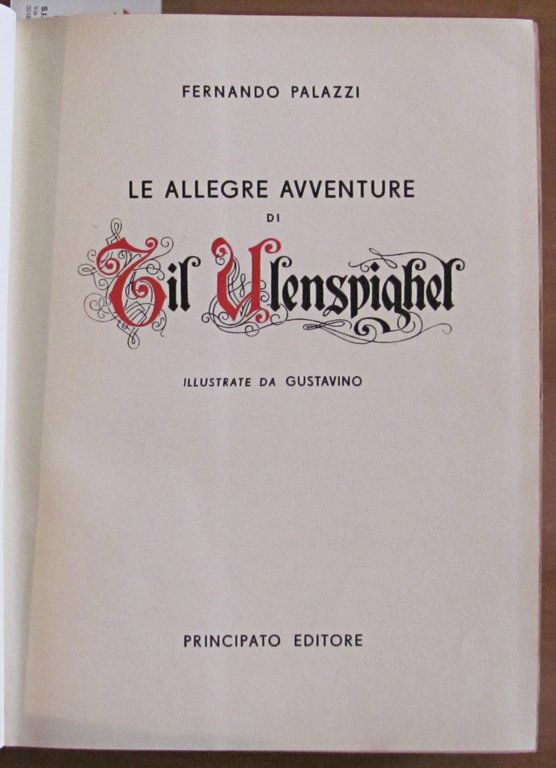 FERNANDO PALAZZI
LE ALLEGRE AVVENTURE
DI
Til Ulenspighel
ILLUSTRATE DA GUSTAVINO
PRINCIPATO EDITORE